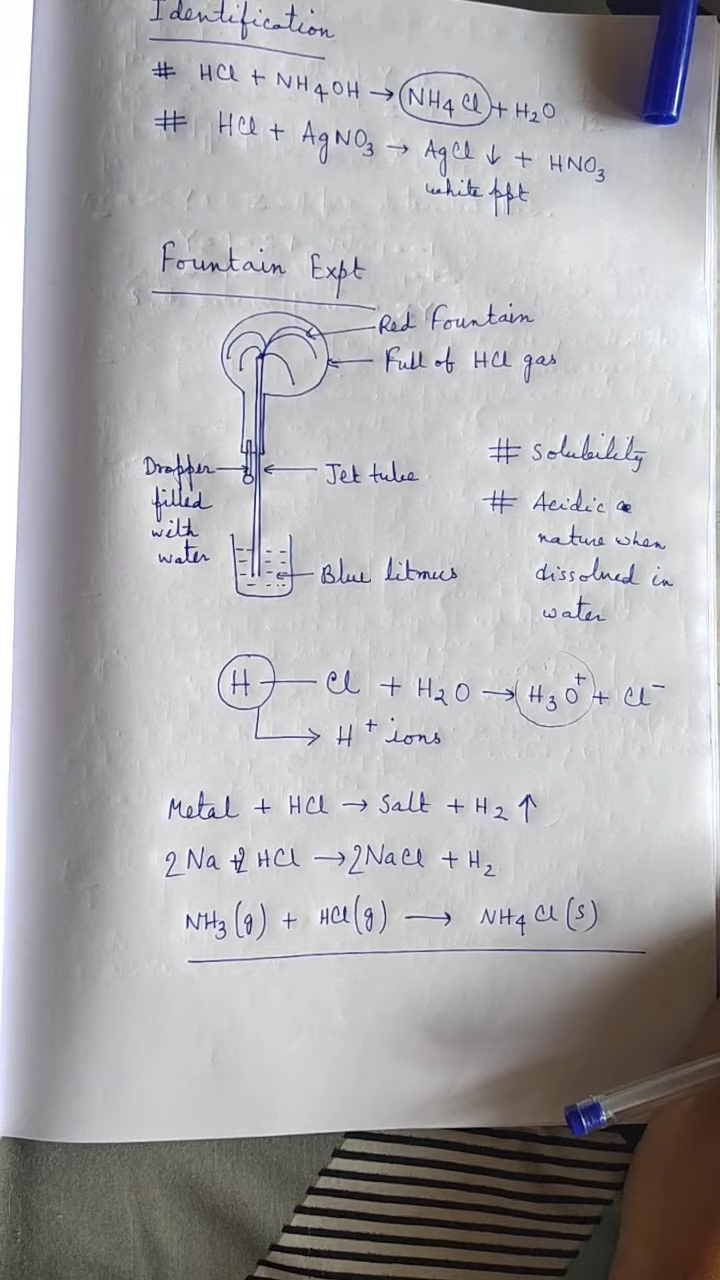 Identification
# HCl + NH4OH → NH4Cl + H2O
# HCl + AgNO3 → AgCl ↓ + HNO3
white ppt
Fountain Expt
Red Fountain
Full of HCl gas
Dropper filled with water
Jet tube
Blue litmus
# Solubility
# Acidic
nature when
dissolved in
water
H — Cl + H2O → H3O+ + Cl-
H+ ions
Metal + HCl → Salt + H2 ↑
2Na + 2HCl → 2NaCl + H2
NH3(g) + HCl(g) → NH4Cl(s)